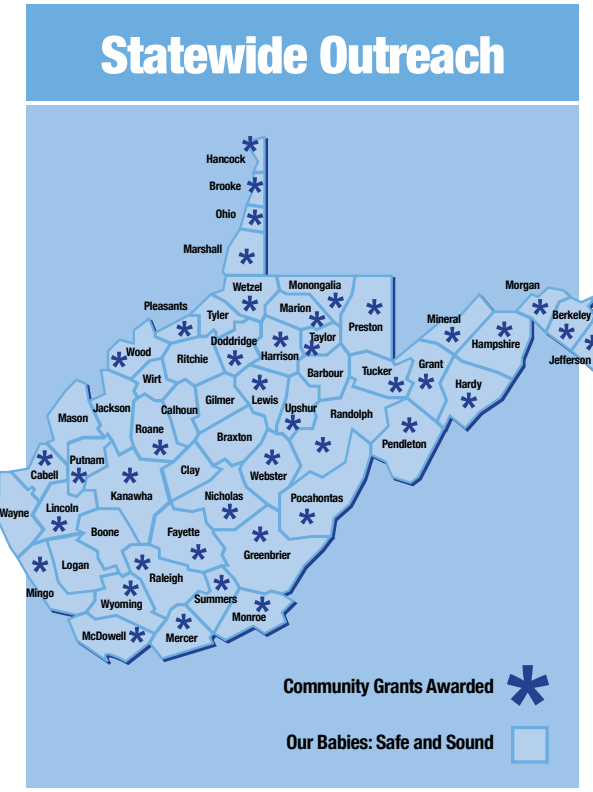 Statewide Outreach
Hancock
Brooke
Ohio
Marshall
Wetzel
Monongalia
Morgan
Pleasants
Tyler
Marion
Mineral
Berkeley
Preston
Doddridge
Taylor
Hampshire
Wood
Ritchie
Harrison
Jefferson
Wirt
Barbour
Tucker
Grant
Hardy
Jackson
Calhoun
Gilmer
Lewis
Upshur
Randolph
Mason
Roane
Braxton
Pendleton
Putnam
Cabell
Clay
Webster
Kanawha
Nicholas
Pocahontas
Wayne
Lincoln
Boone
Fayette
Greenbrier
Logan
Raleigh
Mingo
Wyoming
Summers
Monroe
McDowell
Mercer
Community Grants Awarded
Our Babies: Safe and Sound